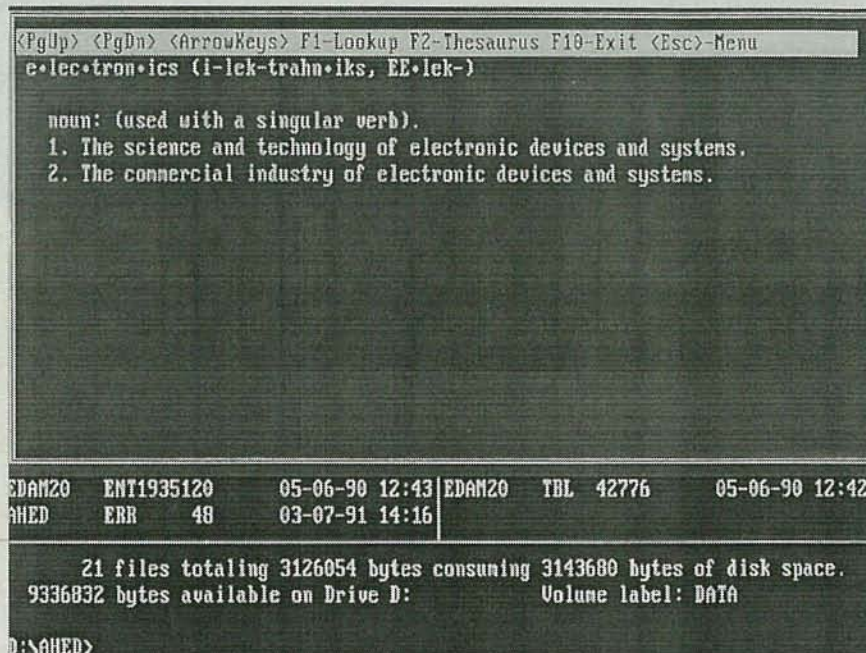 <PgUp> <PgDn> <ArrowKeys> F1-Lookup F2-Thesaurus F10-Exit <Esc>-Menu
e•lec•tron•ics (i-lek-trahn•iks, EE•lek-)
noun: (used with a singular verb).
1. The science and technology of electronic devices and systems.
2. The commercial industry of electronic devices and systems.
EDAM20 ENT1935120 05-06-90 12:43 EDAM20 TBL 42776 05-06-90 12:42
AHED ERR 48 03-07-91 14:16
21 files totaling 3126054 bytes consuming 3143680 bytes of disk space.
9336832 bytes available on Drive D: Volume label: DATA
D:\AHED>